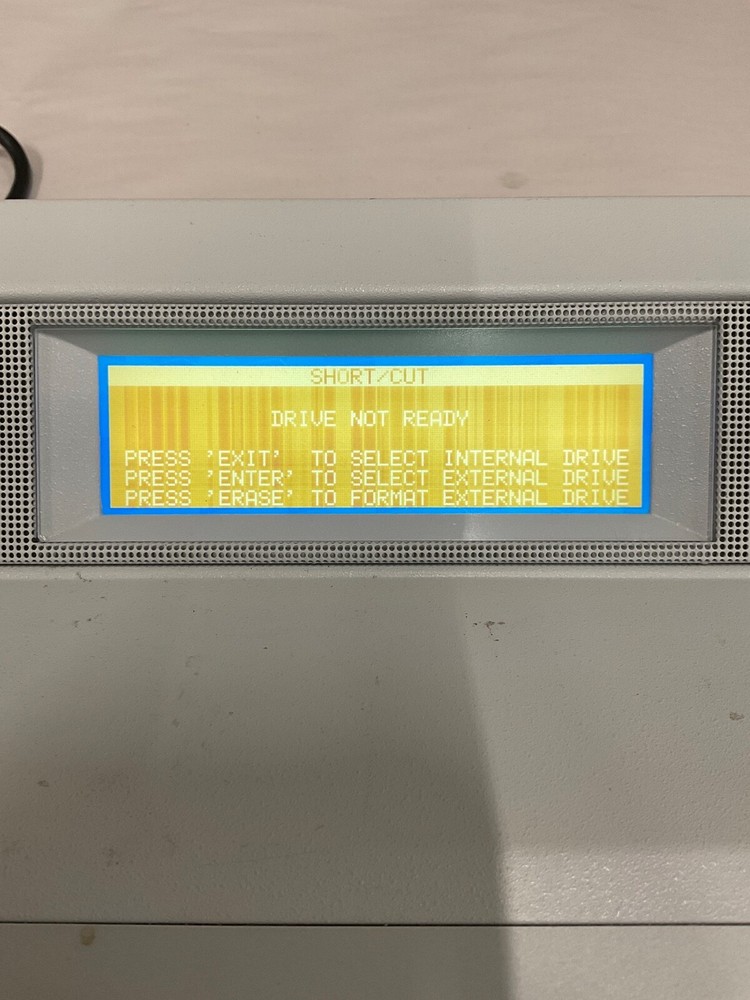 SHORT/CUT
DRIVE NOT READY
PRESS 'EXIT' TO SELECT INTERNAL DRIVE
PRESS 'ENTER' TO SELECT EXTERNAL DRIVE
PRESS 'ERASE' TO FORMAT EXTERNAL DRIVE